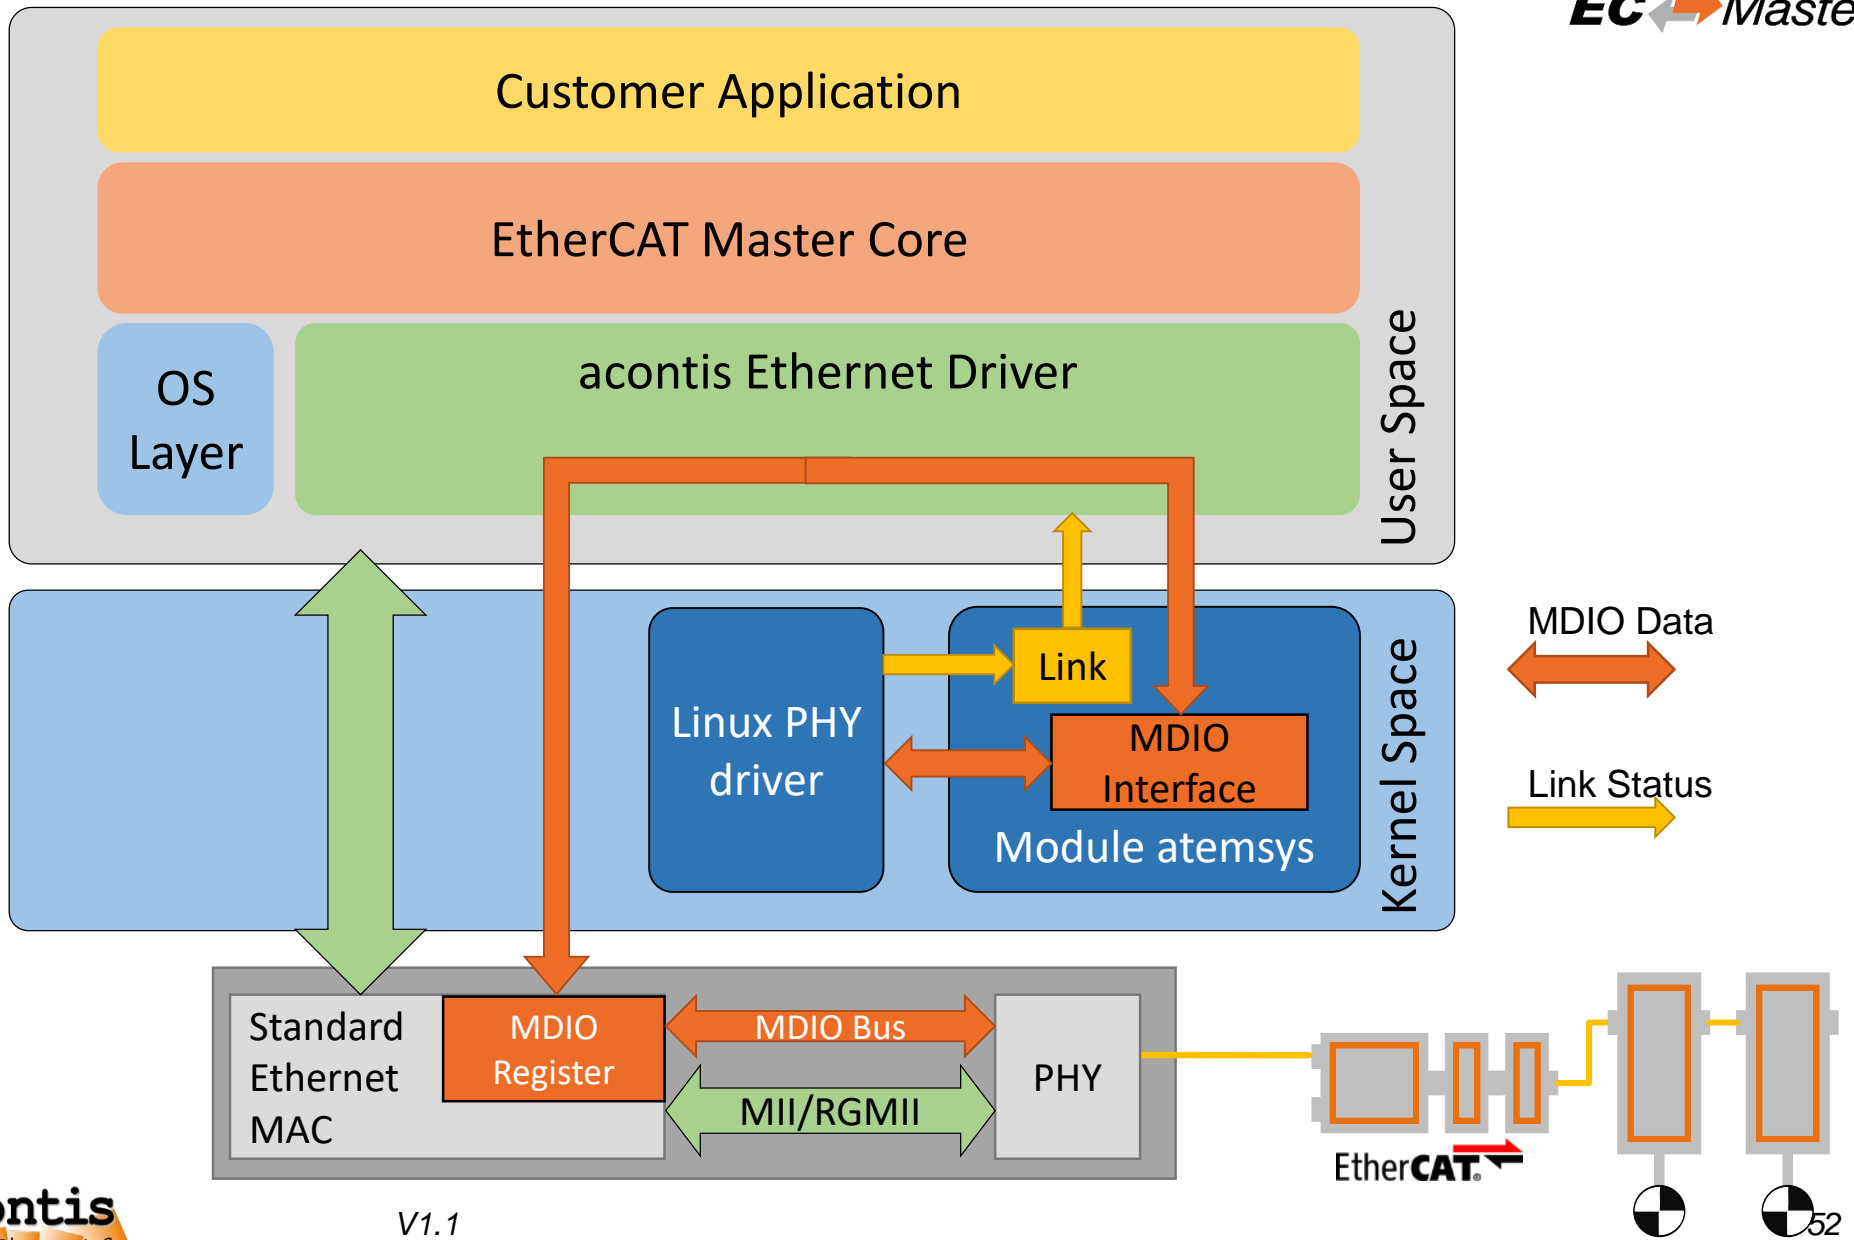 EC Maste
Customer Application
EtherCAT Master Core
OS
Layer
acontis Ethernet Driver
User Space
Linux PHY
driver
Link
MDIO
Interface
Module atemsys
Kernel Space
MDIO Data
Link Status
Standard
Ethernet
MAC
MDIO
Register
MDIO Bus
MII/RGMII
PHY
EtherCAT®
ontis
V1.1
52